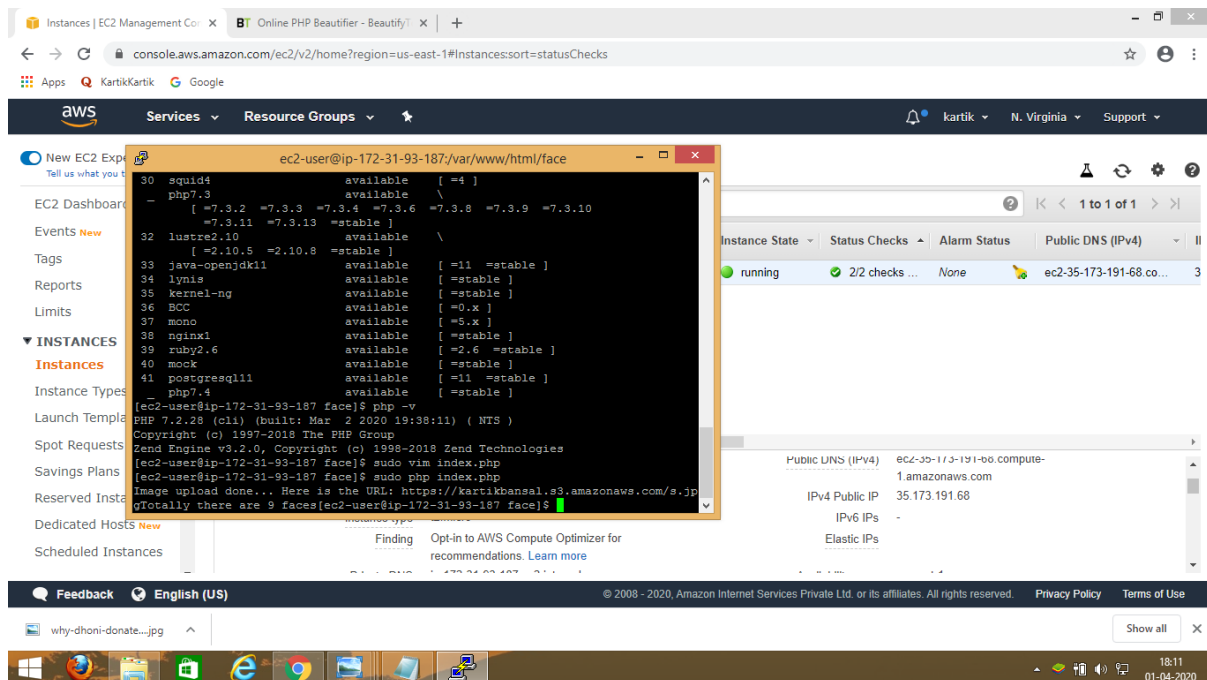 Instances | EC2 Management Con
BT Online PHP Beautifier - BeautifyT
console.aws.amazon.com/ec2/v2/home?region=us-east-1#Instances:sort=statusChecks
Apps KartikKartik Google
aws Services Resource Groups kartik N. Virginia Support
New EC2 Expe
Tell us what you t
EC2 Dashboard
Events New
Tags
Reports
Limits
INSTANCES
Instances
Instance Types
Launch Templa
Spot Requests
Savings Plans
Reserved Insta
Dedicated Hosts New
Scheduled Instances
ec2-user@ip-172-31-93-187:/var/www/html/face
30 squid4 available [ =4 ]
_ php7.3 available \
[ =7.3.2 =7.3.3 =7.3.4 =7.3.6 =7.3.8 =7.3.9 =7.3.10
=7.3.11 =7.3.13 =stable ]
32 lustre2.10 available \
[ =2.10.5 =2.10.8 =stable ]
33 java-openjdk11 available [ =11 =stable ]
34 lynis available [ =stable ]
35 kernel-ng available [ =stable ]
36 BCC available [ =0.x ]
37 mono available [ =5.x ]
38 nginx1 available [ =stable ]
39 ruby2.6 available [ =2.6 =stable ]
40 mock available [ =stable ]
41 postgresql11 available [ =11 =stable ]
_ php7.4 available [ =stable ]
[ec2-user@ip-172-31-93-187 face]$ php -v
PHP 7.2.28 (cli) (built: Mar 2 2020 19:38:11) ( NTS )
Copyright (c) 1997-2018 The PHP Group
Zend Engine v3.2.0, Copyright (c) 1998-2018 Zend Technologies
[ec2-user@ip-172-31-93-187 face]$ sudo vim index.php
[ec2-user@ip-172-31-93-187 face]$ sudo php index.php
Image upload done... Here is the URL: https://kartikbansal.s3.amazonaws.com/s.jp
gTotally there are 9 faces[ec2-user@ip-172-31-93-187 face]$
1 to 1 of 1
Instance State Status Checks Alarm Status Public DNS (IPv4)
running 2/2 checks ... None ec2-35-173-191-68.co... 3
Public DNS (IPv4) ec2-35-173-191-68.compute-
1.amazonaws.com
IPv4 Public IP 35.173.191.68
IPv6 IPs -
Finding Opt-in to AWS Compute Optimizer for Elastic IPs
recommendations. Learn more
Feedback English (US) © 2008 - 2020, Amazon Internet Services Private Ltd. or its affiliates. All rights reserved. Privacy Policy Terms of Use
why-dhoni-donate....jpg Show all
18:11
01-04-2020